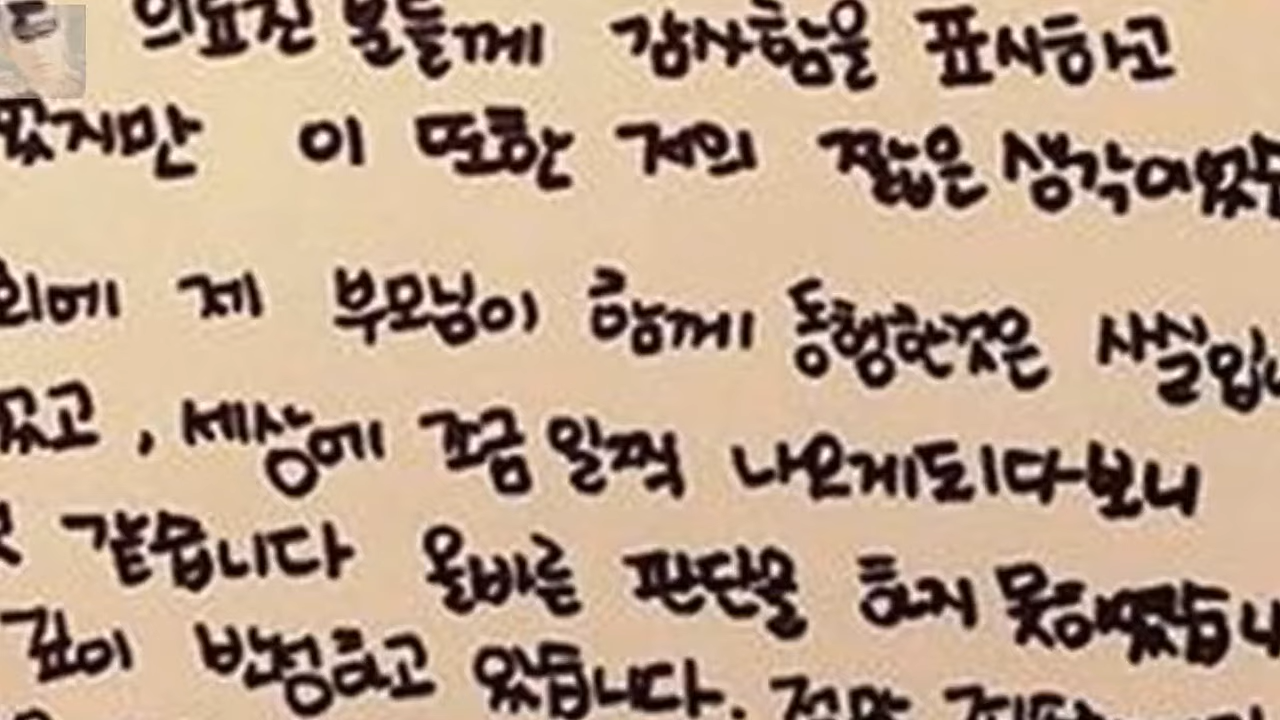 의료진 분들께 감사함을 표시하고
았지만 이 또한 저의 짧은 생각이었
회에 제 부모님이 함께 동행한것은 사실입니
었고, 세상에 조금 일찍 나오게되다보니
같습니다 올바른 판단을 하지 못하였습니
깊이 반성하고 있습니다. 정말